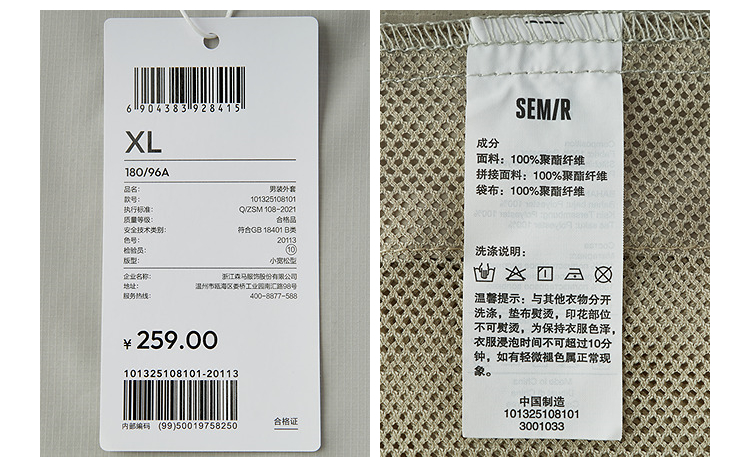 6 904383 928415
XL
180/96A
品名: 男装外套
款号: 101325108101
执行标准: Q/ZSM 108-2021
质量等级: 合格品
安全技术类别: 符合GB 18401 B类
色号: 20113
检验员: 10
版型: 小宽松型
企业名称: 浙江森马服饰股份有限公司
地址: 温州市瓯海区娄桥工业园南汇路98号
服务热线: 400-8877-588
¥ 259.00
101325108101-20113
内部编码 (99)50019758250
合格证
SEM/R
成分
面料: 100%聚酯纤维
拼接面料: 100%聚酯纤维
袋布: 100%聚酯纤维
洗涤说明:
温馨提示: 与其他衣物分开
洗涤, 垫布熨烫, 印花部位
不可熨烫, 为保持衣服色泽,
衣服浸泡时间不可超过10分
钟, 如有轻微褪色属正常现
象。
中国制造
101325108101
3001033